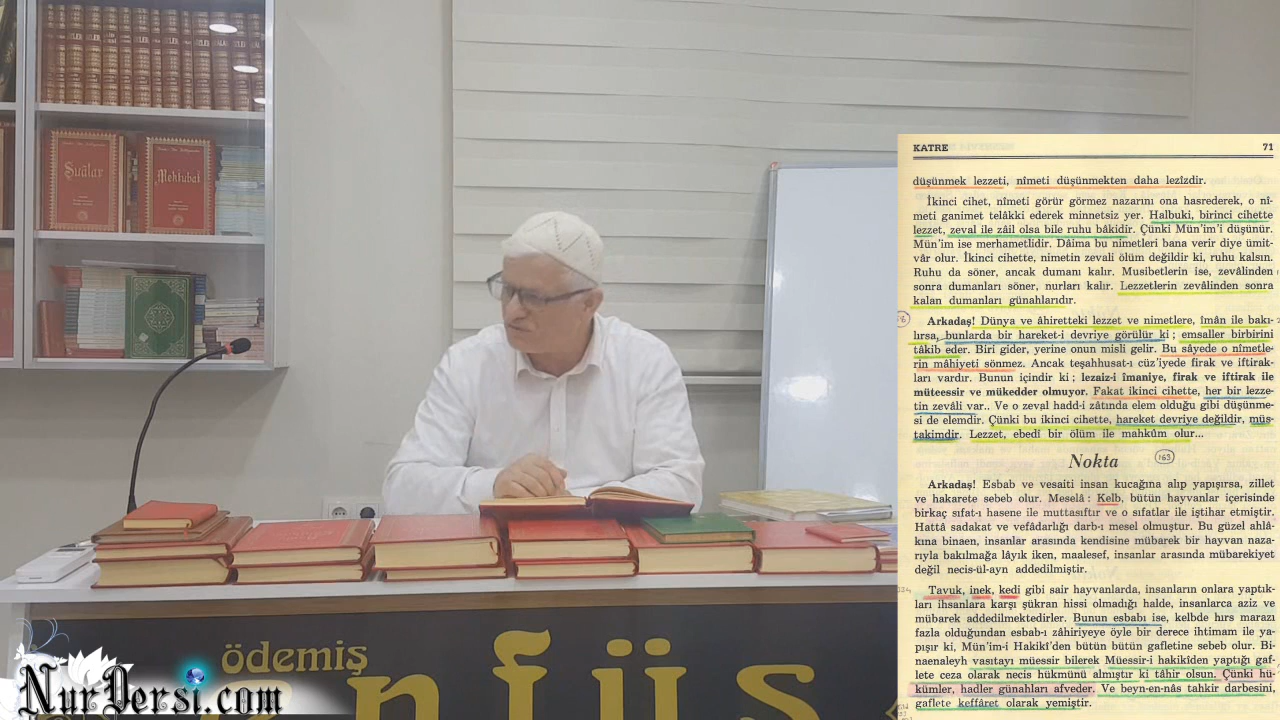 Şuâlar
Mektubat
KATRE 71
düşünmek lezzeti, nîmeti düşünmekten daha lezîzdir.
İkinci cihet, nîmeti görür görmez nazarını ona hasrederek, o nî-
meti ganimet telâkki ederek minnetsiz yer. Halbuki, birinci cihette
lezzet, zeval ile zâil olsa bile ruhu bâkidir. Çünki Mün'im'i düşünür.
Mün'im ise merhametlidir. Dâima bu nimetleri bana verir diye ümit-
vâr olur. İkinci cihette, nimetin zevali ölüm değildir ki, ruhu kalsın.
Ruhu da söner, ancak dumanı kalır. Musibetlerin ise, zevâlinden
sonra dumanları söner, nurları kalır. Lezzetlerin zevâlinden sonra
kalan dumanları günahlarıdır.
Arkadaş! Dünya ve âhiretteki lezzet ve nimetlere, îmân ile bakı-
lırsa, bunlarda bir hareket-i devriye görülür ki; emsaller birbirini
tâkib eder. Biri gider, yerine onun misli gelir. Bu sâyede o nîmetle-
rin mâhiyeti sönmez. Ancak teşahhusat-ı cüz'iyede firak ve iftirak-
ları vardır. Bunun içindir ki; lezaiz-i îmaniye, firak ve iftirak ile
müteessir ve mükedder olmuyor. Fakat ikinci cihette, her bir lezze-
tin zevâli var.. Ve o zeval hadd-i zâtında elem olduğu gibi düşünme-
si de elemdir. Çünki bu ikinci cihette, hareket devriye değildir, müs-
takimdir. Lezzet, ebedî bir ölüm ile mahkûm olur...
Nokta 163
Arkadaş! Esbab ve vesaiti insan kucağına alıp yapışırsa, zillet
ve hakarete sebeb olur. Meselâ: Kelb, bütün hayvanlar içerisinde
birkaç sıfat-ı hasene ile muttasıftır ve o sıfatlar ile iştihar etmiştir.
Hattâ sadakat ve vefâdarlığı darb-ı mesel olmuştur. Bu güzel ahlâ-
kına binaen, insanlar arasında kendisine mübarek bir hayvan naza-
rıyla bakılmağa lâyık iken, maalesef, insanlar arasında mübarekiyet
değil necis-ül-ayn addedilmiştir.
Tavuk, inek, kedi gibi sair hayvanlarda, insanların onlara yaptık-
ları ihsanlara karşı şükran hissi olmadığı halde, insanlarca aziz ve
mübarek addedilmektedirler. Bunun esbabı ise, kelbde hırs marazı
fazla olduğundan esbab-ı zâhiriyeye öyle bir derece ihtimam ile ya-
pışır ki, Mün'im-i Hakikî'den bütün bütün gafletine sebeb olur. Bi-
naenaleyh vasıtayı müessir bilerek Müessir-i hakikîden yaptığı gaf-
lete ceza olarak necis hükmünü almıştır ki tâhir olsun. Çünki hü-
kümler, hadler günahları afveder. Ve beyn-en-nâs tahkir darbesini,
gaflete keffâret olarak yemiştir.
ödemiş
enfüs
NurDersi.com